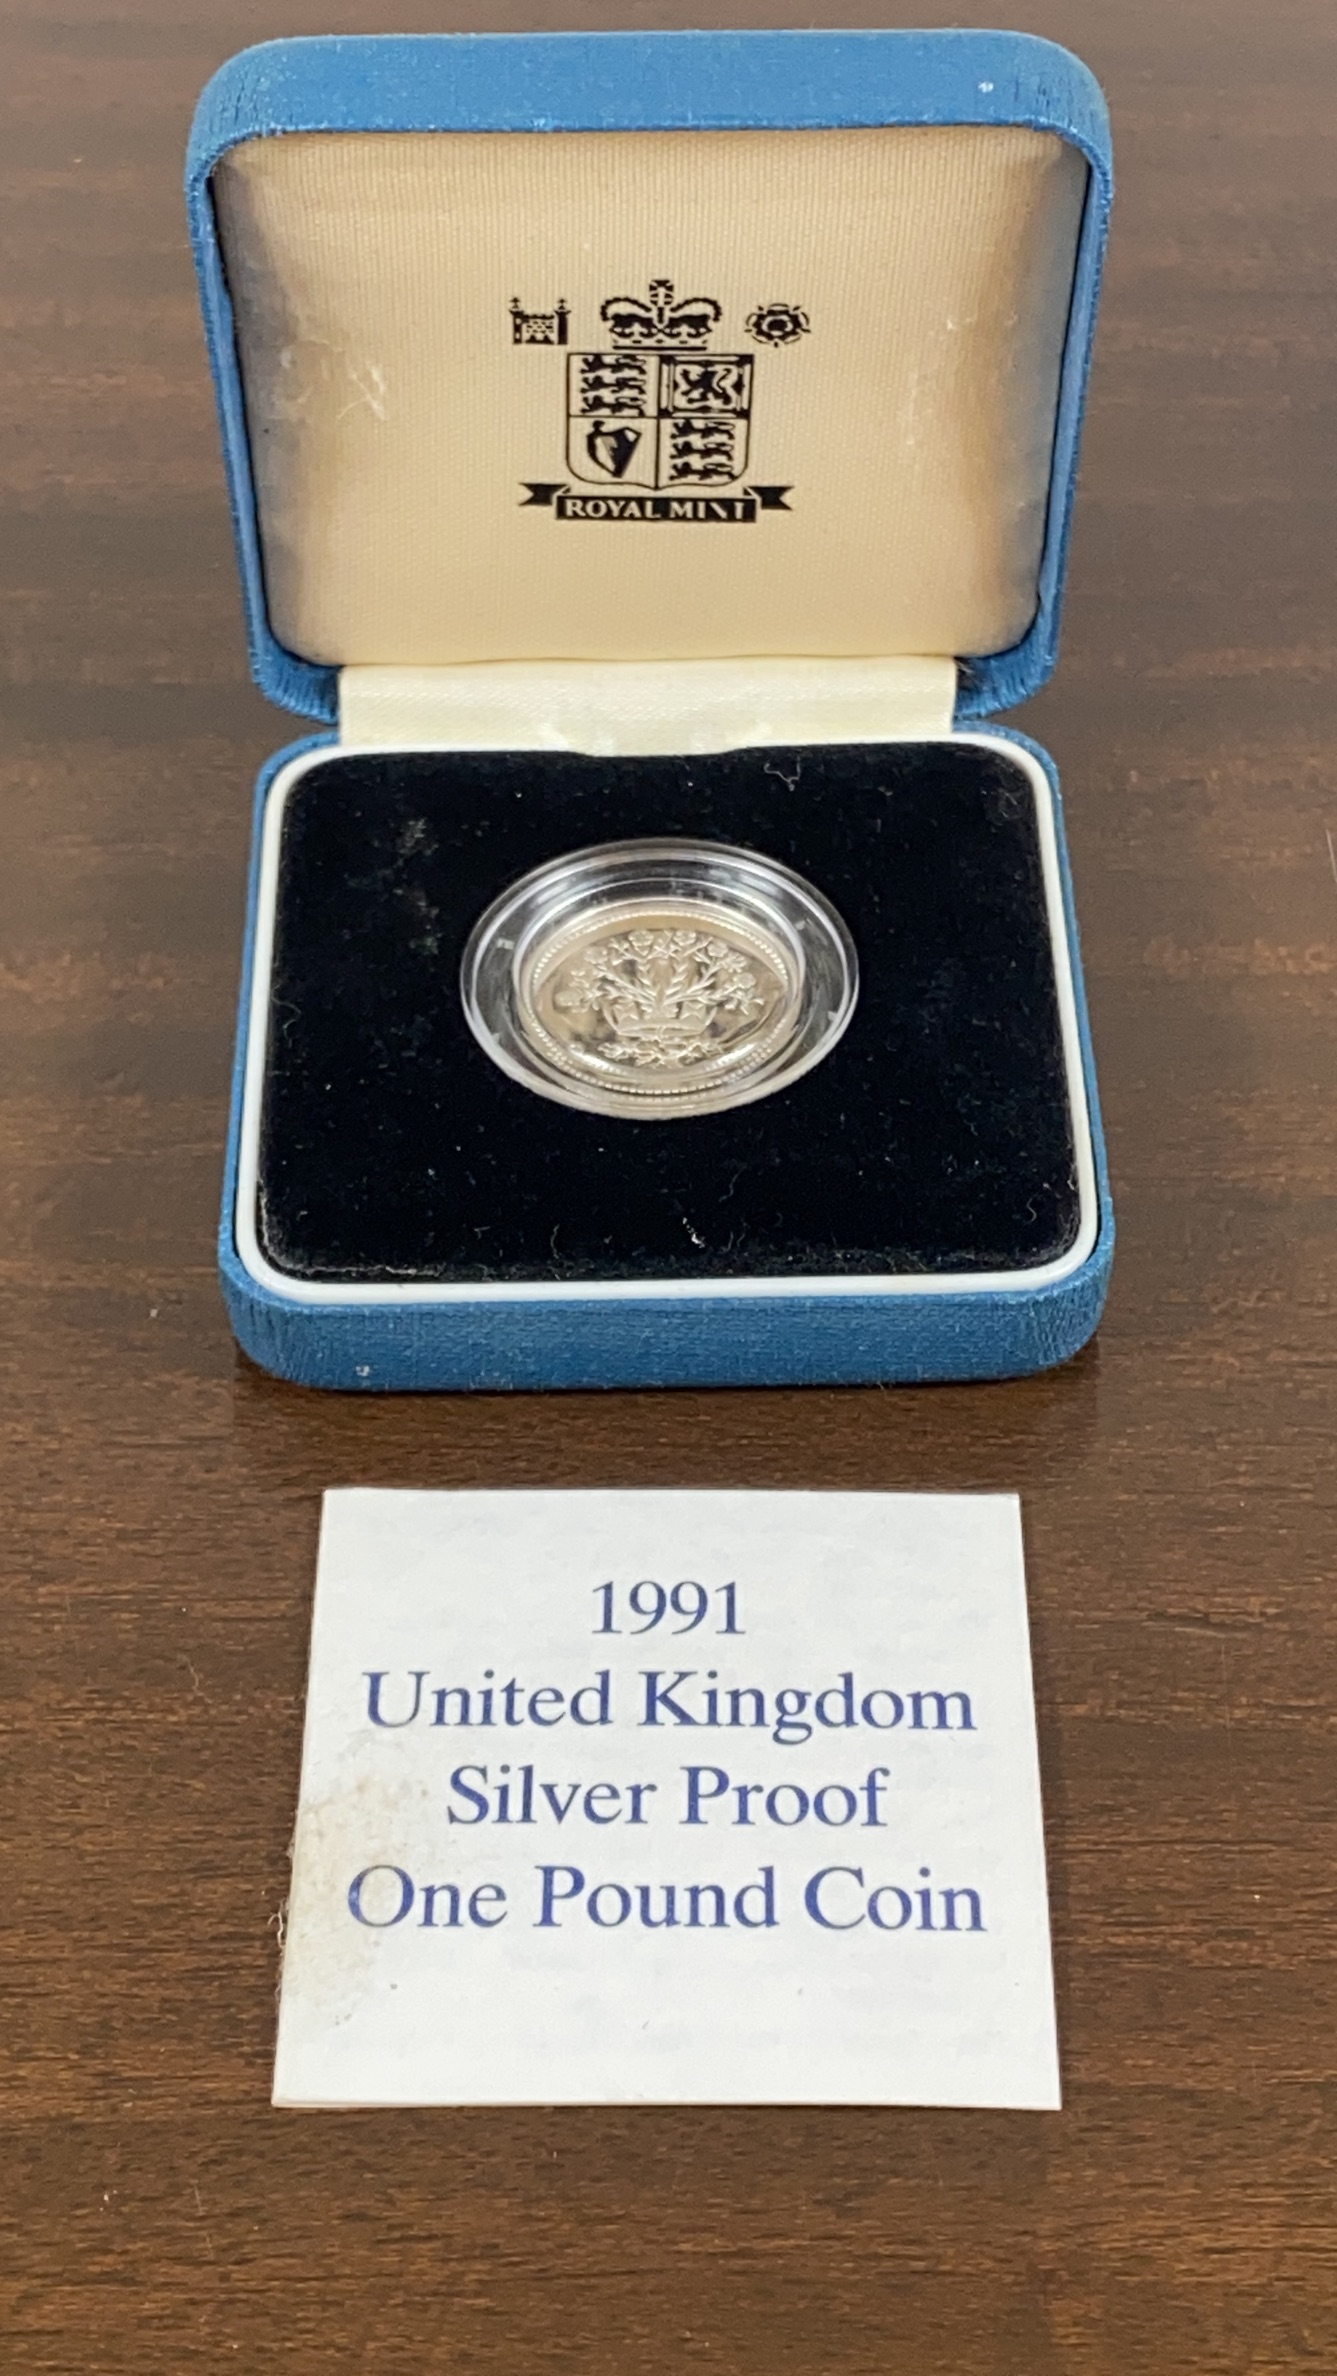 ROYAL MINT
1991
United Kingdom
Silver Proof
One Pound Coin